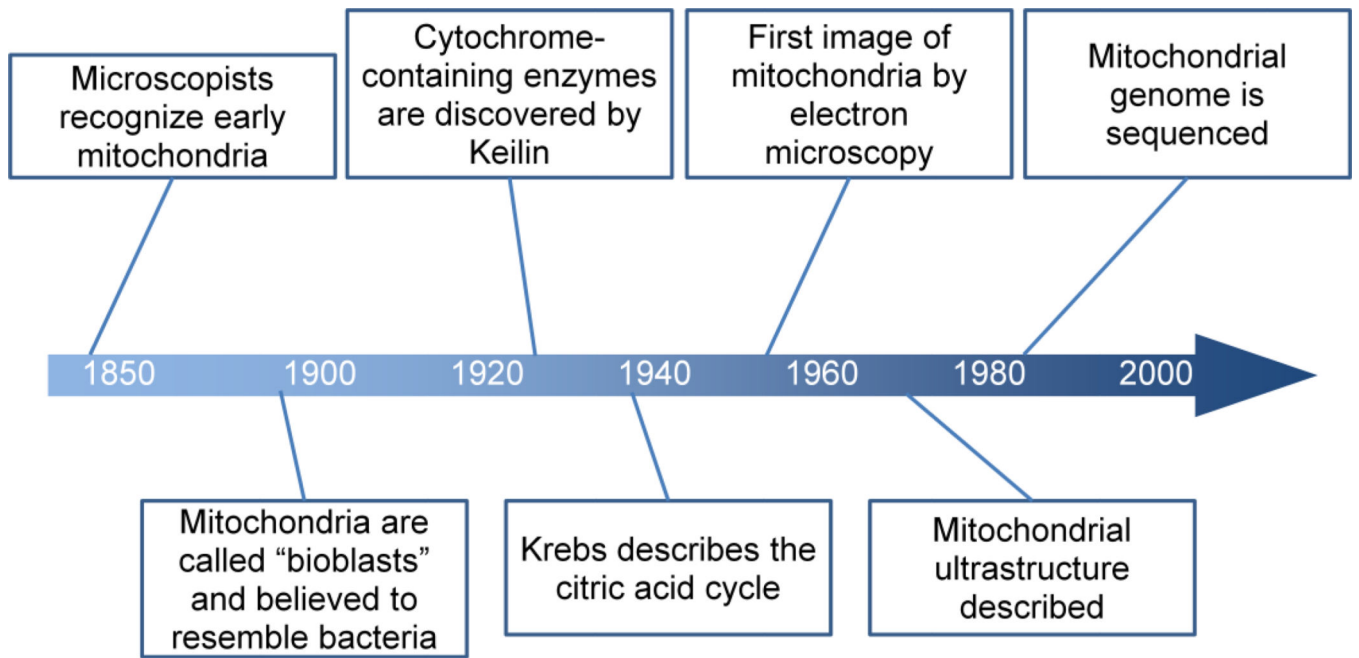 Microscopists
recognize early
mitochondria
Cytochrome-
containing enzymes
are discovered by
Keilin
First image of
mitochondria by
electron
microscopy
Mitochondrial
genome is
sequenced
1850 1900 1920 1940 1960 1980 2000
Mitochondria are
called “bioblasts”
and believed to
resemble bacteria
Krebs describes the
citric acid cycle
Mitochondrial
ultrastructure
described